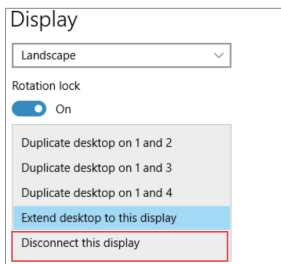 Display
Landscape
Rotation lock
On
Duplicate desktop on 1 and 2
Duplicate desktop on 1 and 3
Duplicate desktop on 1 and 4
Extend desktop to this display
Disconnect this display